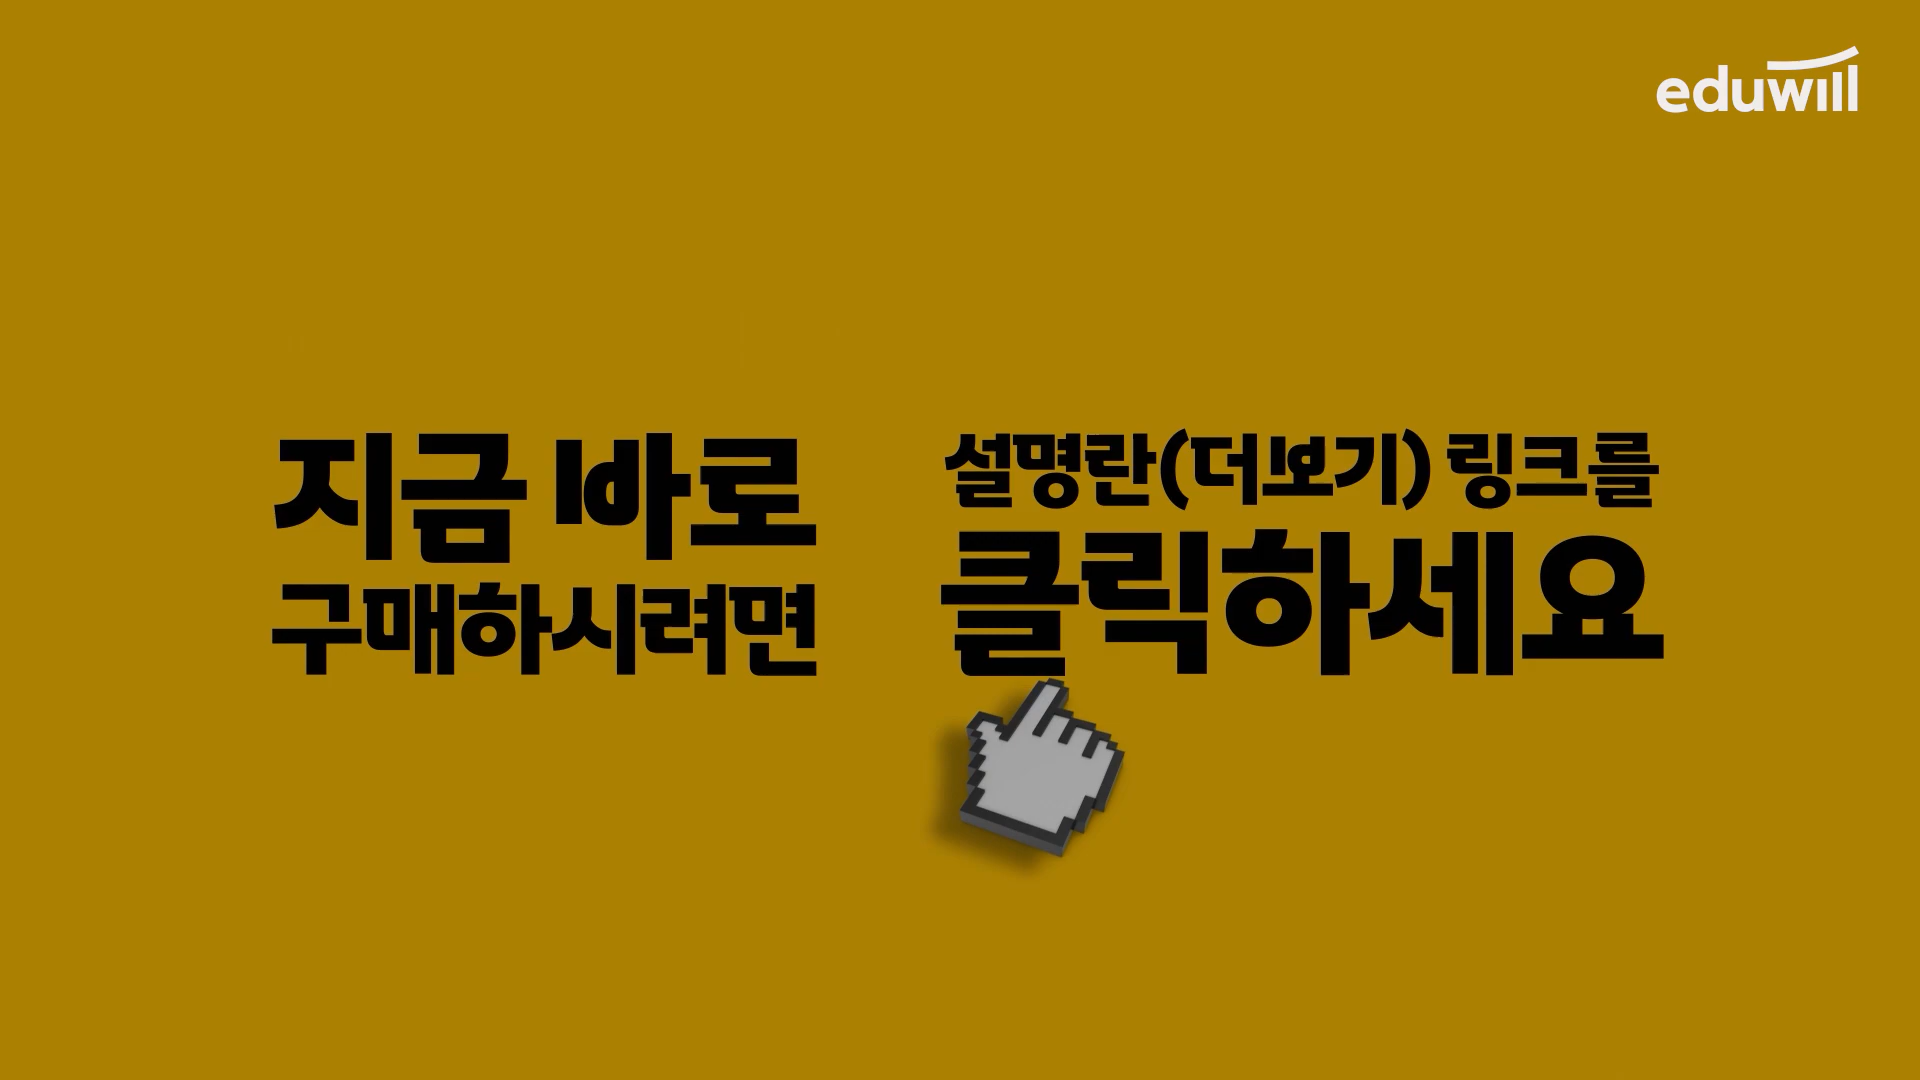 eduwill
지금 바로
구매하시려면
설명란(더보기) 링크를
클릭하세요